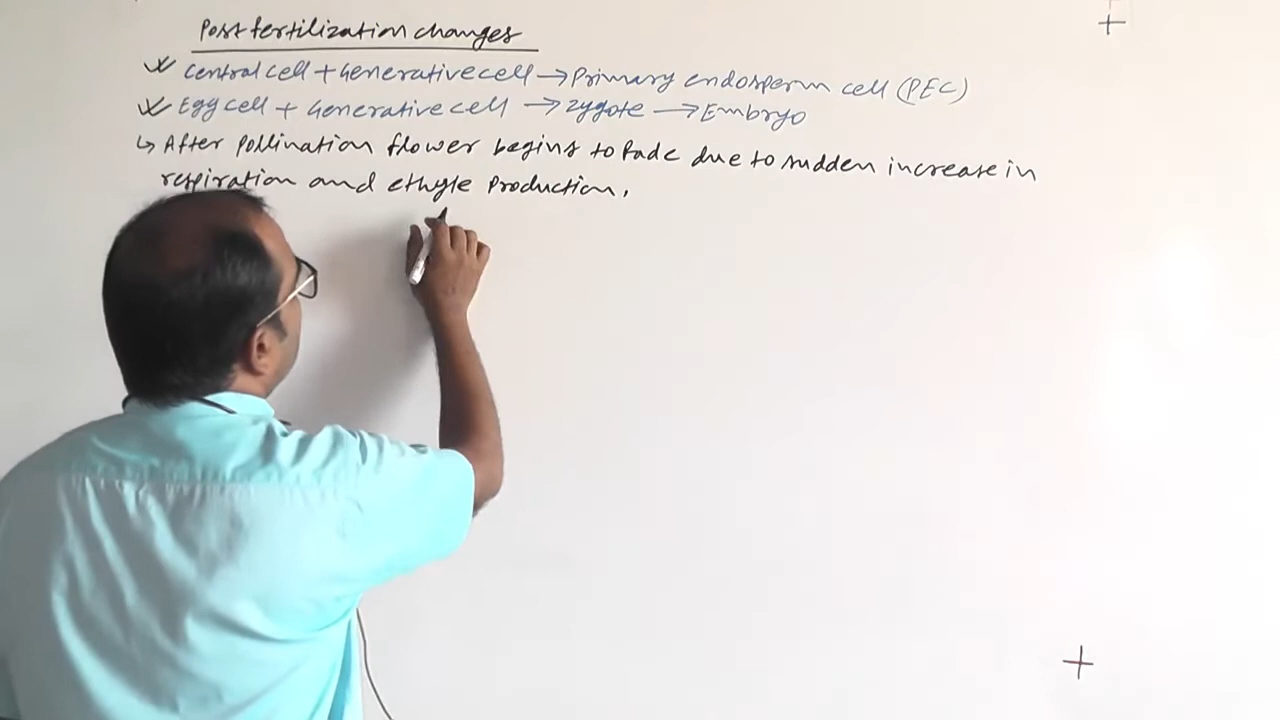 Post fertilization changes
Central cell + Generative cell → Primary endosperm cell (PEC)
Egg cell + Generative cell → zygote → Embryo
↳ After pollination flower begins to fade due to sudden increase in
respiration and ethyle production,